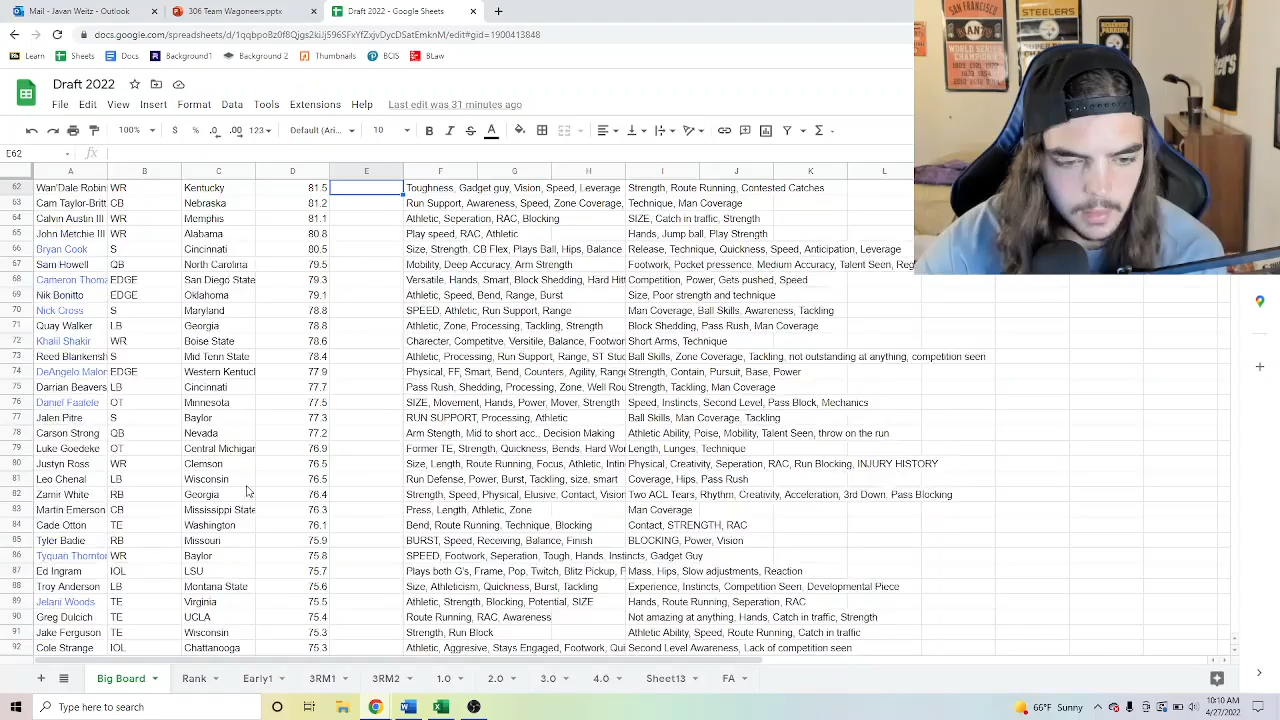 Mail - Javier Waigoneers - Outlook
306 Term Wagoneers.pptx
Draft 2022 - Google Sheets
Learn
Sheets
Docs
Background
Background
Thumbnails
BCIS
BLaw
Draft 2022
File Edit View Insert Format Data Tools Extensions Help Last edit was 31 minutes ago
100% $ % .0 .00 123 Default (Ari... 10 B I S A
E62 fx
A B C D E F G H I J K L
62 Wan'Dale Robin WR Kentucky 81.5 Toughness, Gadget guy, Vision, Speed, Leverage Strength, Route Running, Contested Catches
63 Cam Taylor-Britt CB Nebraska 81.2 Run Support, Awareness, Speed, Zone Coverage, Technique, Man Coverage
64 Calvin Austin III WR Memphis 81.1 Athletic, Seperation, RAC, Blocking SIZE, Catch in traffic, Strength
65 John Metchie III WR Alabama 80.8 Play speed, RAC, Athletic Hands, Jump ball, Play Strength
66 Bryan Cook S Cincinnati 80.5 Size, Strength, CB Flex, Plays Ball, Hips, Balance Release, Technique, Quickness, Speed, Anticipation, Leverage
67 Sam Howell QB North Carolina 79.5 Mobility, Deep Accuracy, Arm Strength Footwork, Pocket pressence, Medium Accuracy, Talent Seen, Reg
68 Cameron Thoma EDGE San Diego State 79.3 Versatile, Hands, Smart, Bend, Grounded, Hard Hitt Competition, Power, Gets pushed, Speed
69 Nik Bonitto EDGE Oklahoma 79.1 Athletic, Speed, Bend, Range, Burst Size, Poor strength and technique
70 Nick Cross S Maryland 78.8 SPEED, Athletic, Run Support, Range Man Coverage, Ball Skills, Awareness, Tackling
71 Quay Walker LB Georgia 78.8 Athletic, Zone, Processing, Tackling, Strength Block Shedding, Pass Rush, Man Coverage
72 Khalil Shakir WR Boise State 78.6 Charecter, Competitve, Versatile, Balance, Footwor Short Arms, Technique
73 Reed Blankensh S Mid Tenn State 78.4 Athletic, Processing, Run Support, Range, ST Stud Ball Skills, Zone Coverage, Tackling, not outstanding at anything, competition seen
74 DeAngelo Malon EDGE Western Kentuck 77.9 Physical, FF, Smart, Bend, Counters, Agility, Rang Strength, Contain, Pursuit, Base, Power
75 Darrian Beavers LB Cincinnati 77.7 Pass Rush, Shedding, Processing, Zone, Well Rou Strength, Tackling, Man Coverage
76 Daniel Faalele OT Minnesota 77.5 SIZE, Movement, Hands, Power, Mover, Strength Speed, Instincts, Second Level, Pass Block, Mechanics
77 Jalen Pitre S Baylor 77.3 RUN SUPPORT, Processing, Athletic Ball Skills, Man Coverage, Tackling
78 Carson Strong QB Nevada 77.2 Arm Stength, Mid to short acc., Decision Making Athletic Ability, Poise, Mobility, Talent Seen, throw on the run
79 Luke Goedeke OT Central Michigan 76.9 Former TE, Strength, Quickness, Bends, Hard Wor Length, Lunges, Technique
80 Justyn Ross WR Clemson 76.5 Size, Length, Route Running, Focus, Athletic, Intin Physical, Creativity, Seperation, RAC, Run Blocking, INJURY HISTORY
81 Leo Chenal LB Wisconsin 76.5 Run Defense, Power, Burst, Tackling, size, smart Coverage, Hips, Pass Rush
82 Zamir White RB Georgia 76.4 Strength, Speed, Physical, Elusive, Contact, Vision Two ACL Tears, Rhythm, Creativity, Acceleration, 3rd Down, Pass Blocking
83 Martin Emerson CB Mississippi State 76.3 Press, Length, Athletic, Zone Man Coverage
84 Cade Otton TE Washington 76.1 Bend, Route Running, Technique, Blocking Contact, STRENGTH, RAC
85 Tyler Badie RB Missouri 75.9 BURST, Speed, Receiving, Balance, Finish BLOCKING, Power, Vision
86 Tyquan Thornton WR Baylor 75.8 SPEED, Footwork, Seperation, Tough, Hands, Instincts, Gadget Guy
87 Ed Ingram IOL LSU 75.7 Plays both G's, Frame, Pop, Twitch, Blitz Pickup, F Mass, Hips, Slow adjustments, Reaction
88 Troy Anderson LB Montana State 75.6 Size, Athleticism, Quickness, Burst, Tackling Experience, Instincts, Competition Seen, Developmental Piece
89 Jelani Woods TE Virginia 75.5 Athletic, Strength, Blocking, Potential, SIZE Hands, Route Running, Seperation, RAC
90 Greg Dulcich TE UCLA 75.4 Route Running, RAC, Awareness Not amazing at anything, Hands, Catch in traffic, Strength
91 Jake Ferguson TE Wisconsin 75.3 Strength, Run Block Athletic Ability, Speed, Route Running, Catch in traffic
92 Cole Strange IOL Chattanooga 75.3 Athletic, Aggresive, Stays Engaged, Footwork, Qui Second Level Awareness, Lack of competition seen
Big Board Rank Early1 3RM1 3RM2 1.0 2.0 3.0 4.0 Sheet13 FA
Type here to search
66°F Sunny
10:10 AM
4/27/2022
SAN FRANCISCO
GIANTS
WORLD SERIES
CHAMPIONS
STEELERS
PARKING